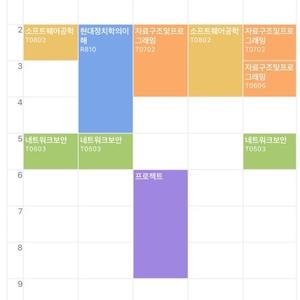 2
소프트웨어공학
T0802
현대정치학의이
해
R810
자료구조및프로
그래밍
T0702
소프트웨어공학
T0802
자료구조및프로
그래밍
T0702
3
자료구조및프로
그래밍
T0606
4
5
네트워크보안
T0503
네트워크보안
T0503
네트워크보안
T0503
6
프로젝트
7
8
9